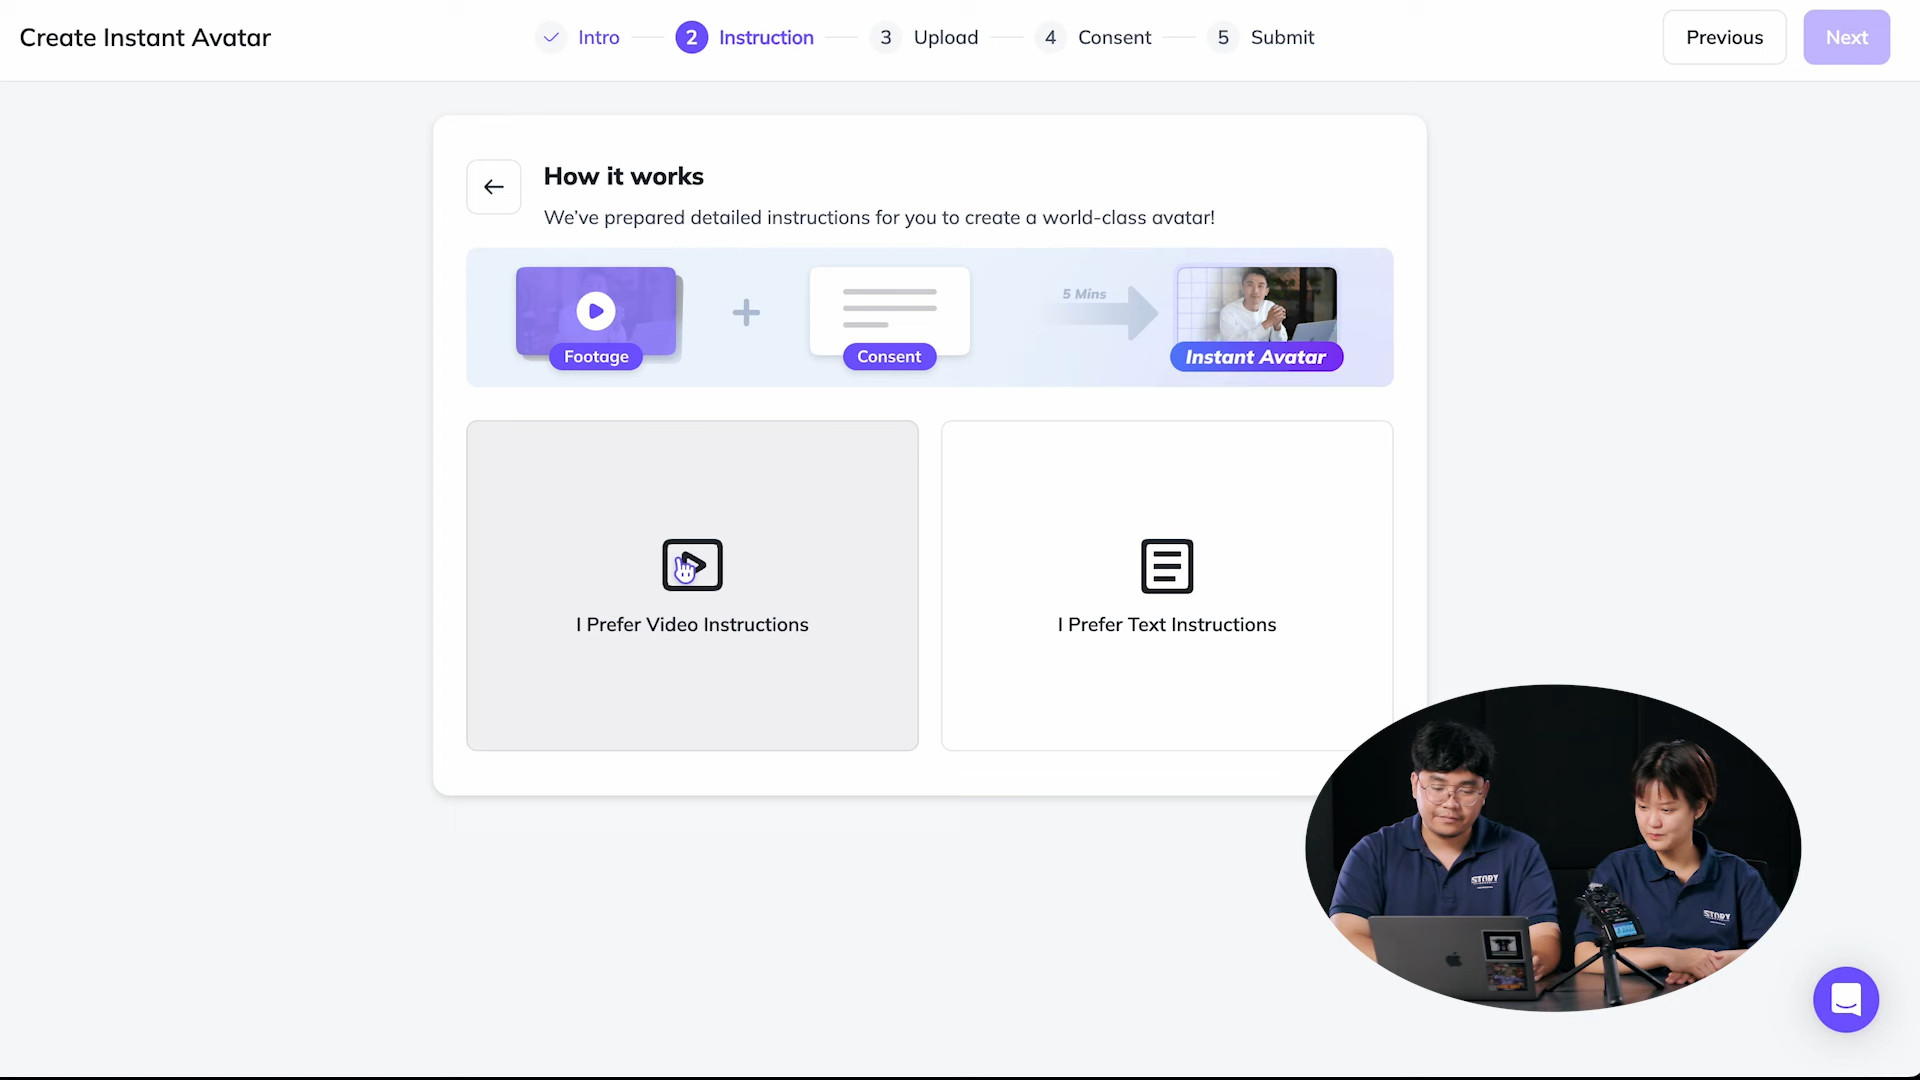 Create Instant Avatar
Intro
2 Instruction
3 Upload
4 Consent
5 Submit
Previous
Next
How it works
We've prepared detailed instructions for you to create a world-class avatar!
Footage
Consent
5 Mins
Instant Avatar
I Prefer Video Instructions
I Prefer Text Instructions
STORY
STORY